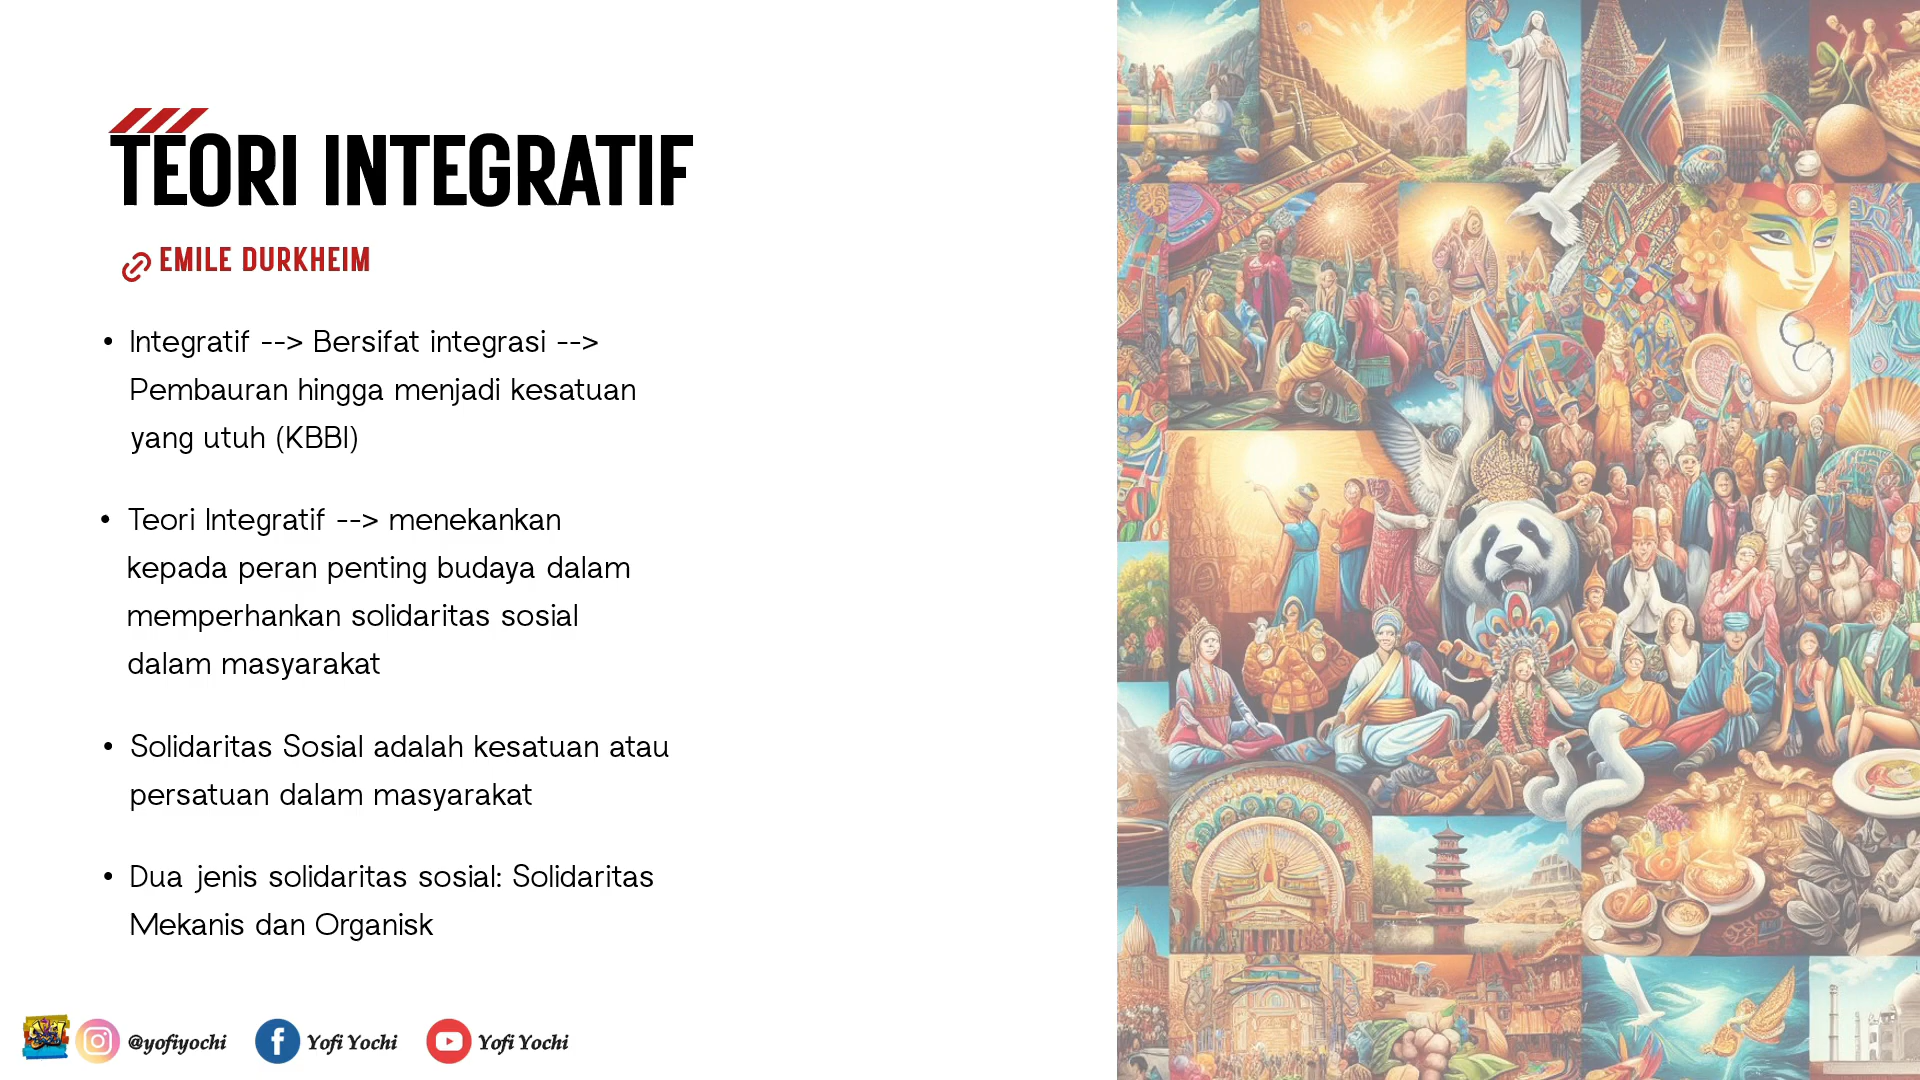 TEORI INTEGRATIF
EMILE DURKHEIM
• Integratif --> Bersifat integrasi -->
Pembauran hingga menjadi kesatuan
yang utuh (KBBI)
• Teori Integratif --> menekankan
kepada peran penting budaya dalam
memperhankan solidaritas sosial
dalam masyarakat
• Solidaritas Sosial adalah kesatuan atau
persatuan dalam masyarakat
• Dua jenis solidaritas sosial: Solidaritas
Mekanis dan Organisk
@yofiyochi Yofi Yochi Yofi Yochi